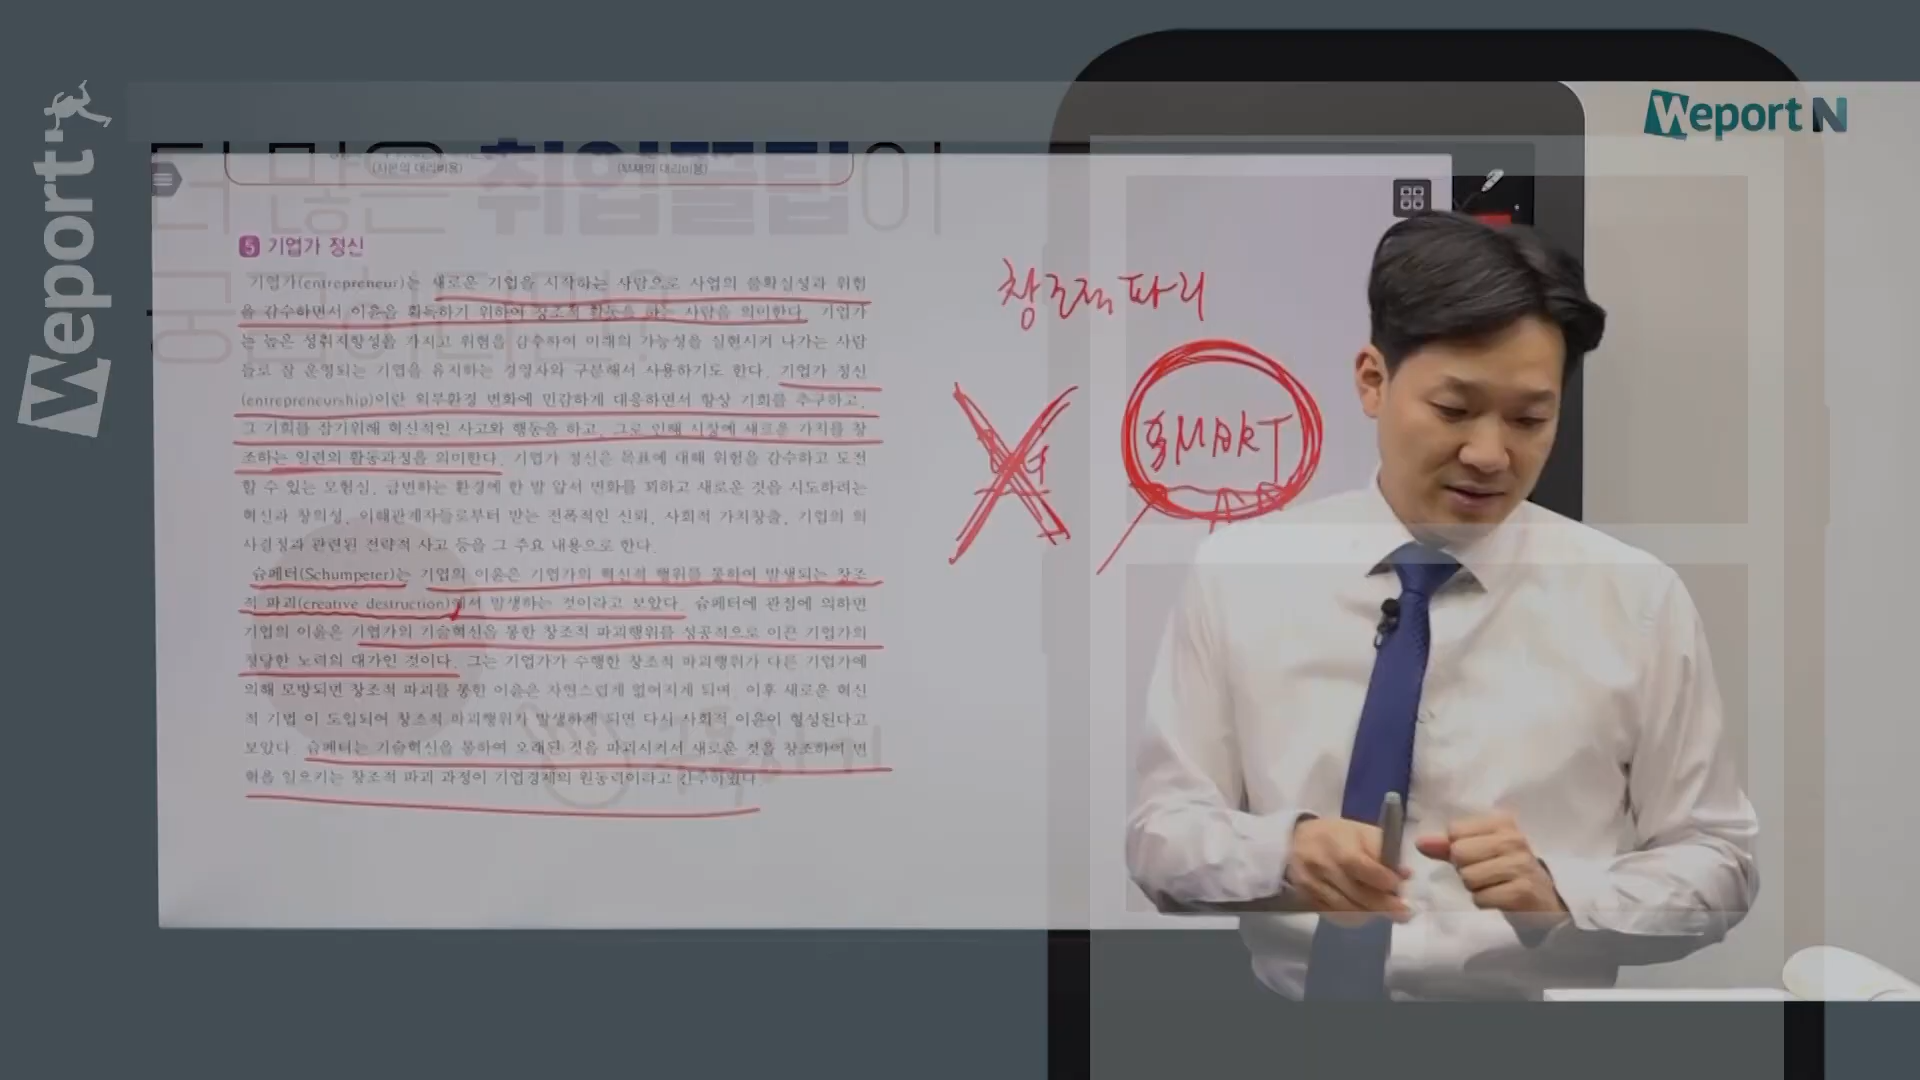 Weport's
Weport N
더 많은 취업꿀팁이
궁금하다면?
(자본의 대리비용) (부채의 대리비용)
5 기업가 정신
기업가(entrepreneur)는 새로운 기업을 시작하는 사람으로 사업의 불확실성과 위험
을 감수하면서 이윤을 획득하기 위하여 창조적 활동을 하는 사람을 의미한다. 기업가
는 높은 성취지향성을 가지고 위험을 감수하여 미래의 가능성을 실현시켜 나가는 사람
들로 잘 운영되는 기업을 유지하는 경영자와 구분해서 사용하기도 한다. 기업가 정신
(entrepreneurship)이란 외부환경 변화에 민감하게 대응하면서 항상 기회를 추구하고,
그 기회를 잡기위해 혁신적인 사고와 행동을 하고, 그로 인해 시장에 새로운 가치를 창
조하는 일련의 활동과정을 의미한다. 기업가 정신은 목표에 대해 위험을 감수하고 도전
할 수 있는 모험심, 급변하는 환경에 한 발 앞서 변화를 꾀하고 새로운 것을 시도하려는
혁신과 창의성, 이해관계자들로부터 받는 전폭적인 신뢰, 사회적 가치창출, 기업의 의
사결정과 관련된 전략적 사고 등을 그 주요 내용으로 한다.
슘페터(Schumpeter)는 기업의 이윤은 기업가의 혁신적 행위를 통하여 발생되는 창조
적 파괴(creative destruction)에서 발생하는 것이라고 보았다. 슘페터에 관점에 의하면
기업의 이윤은 기업가의 기술혁신을 통한 창조적 파괴행위를 성공적으로 이끈 기업가의
정당한 노력의 대가인 것이다. 그는 기업가가 수행한 창조적 파괴행위가 다른 기업가에
의해 모방되면 창조적 파괴를 통한 이윤은 자연스럽게 없어지게 되며, 이후 새로운 혁신
적 기법 이 도입되어 창조적 파괴행위가 발생하게 되면 다시 사회적 이윤이 형성된다고
보았다. 슘페터는 기술혁신을 통하여 오래된 것을 파괴시켜서 새로운 것을 창조하여 변
혁을 일으키는 창조적 파괴 과정이 기업경제의 원동력이라고 간주하였다.
창조적 파괴
SMART